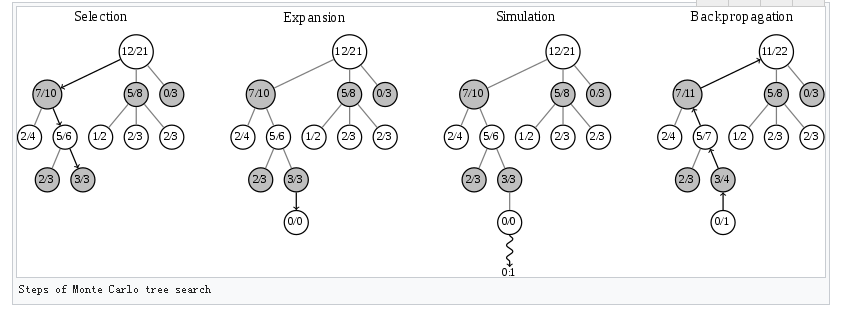 Selection Expansion Simulation Backpropagation
12/21 12/21 12/21 11/22
7/10 5/8 0/3 7/10 5/8 0/3 7/10 5/8 0/3 7/11 5/8 0/3
2/4 5/6 1/2 2/3 2/3 2/4 5/6 1/2 2/3 2/3 2/4 5/6 1/2 2/3 2/3 2/4 5/7 1/2 2/3 2/3
2/3 3/3 2/3 3/3 2/3 3/3 2/3 3/4
0/0 0/0 0/1
0:1
Steps of Monte Carlo tree search